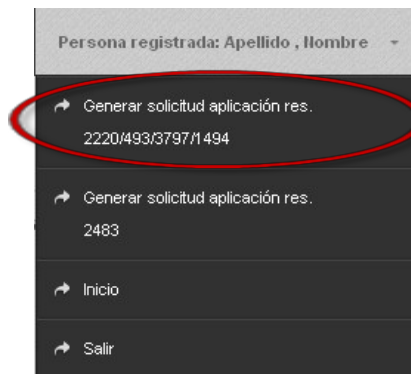 Persona registrada: Apellido , Nombre
Generar solicitud aplicación res.
2220/493/3797/1494
Generar solicitud aplicación res.
2483
Inicio
Salir